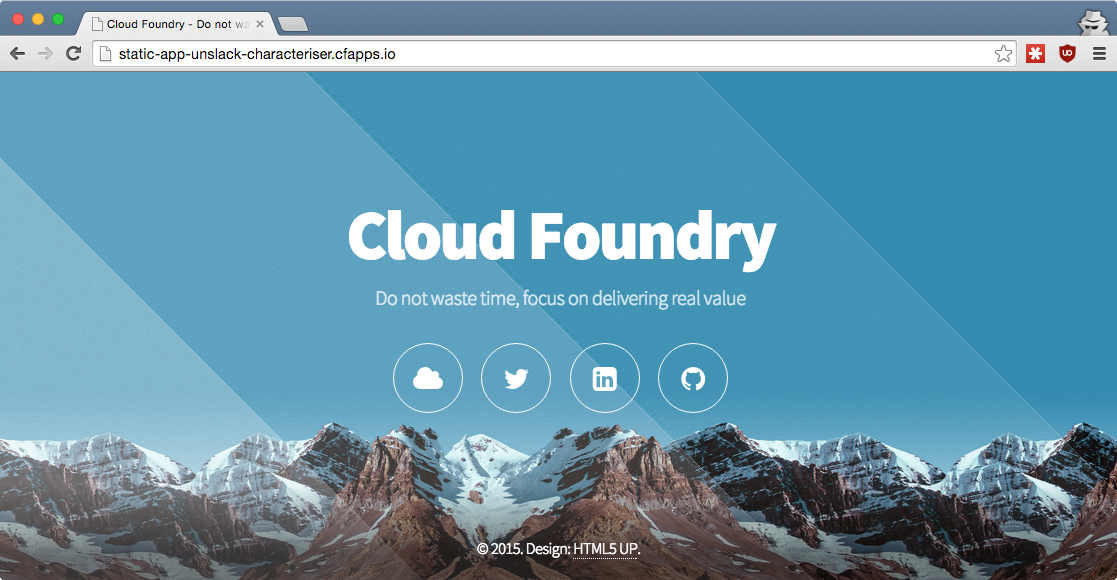 Cloud Foundry - Do not wa
static-app-unslack-characteriser.cfapps.io
Cloud Foundry
Do not waste time, focus on delivering real value
© 2015. Design: HTML5 UP.